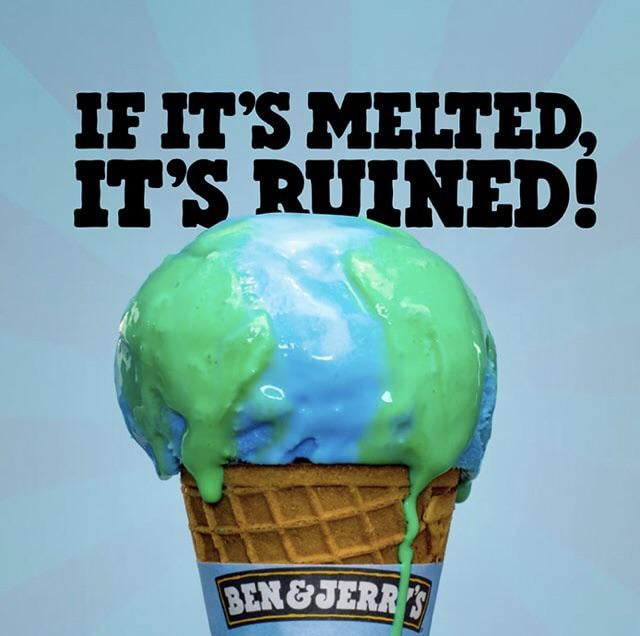 IF IT'S MELTED,
IT'S RUINED!
BEN & JERRY'S